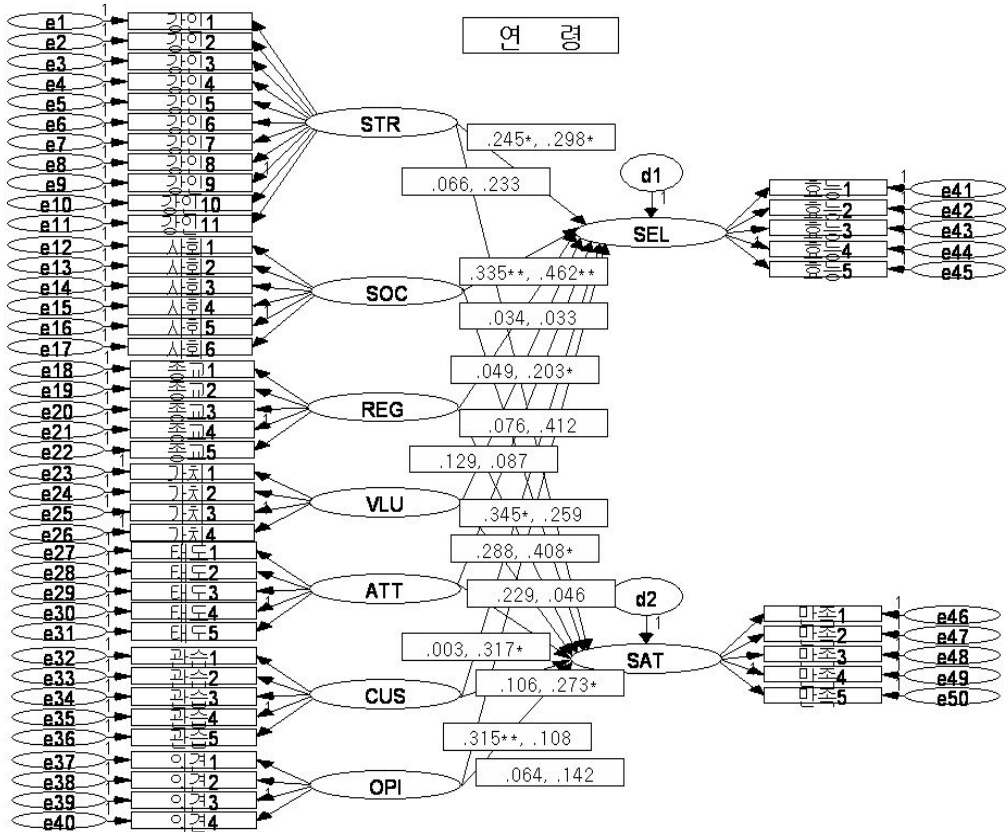 연 령
e1 1 강인1
e2 강인2
e3 강인3
e4 강인4
e5 강인5
e6 강인6
e7 강인7
e8 강인8
e9 강인9
e10 강인10
e11 강인11
e12 사회1
e13 사회2
e14 사회3
e15 사회4
e16 사회5
e17 사회6
e18 종교1
e19 종교2
e20 종교3
e21 종교4
e22 종교5
e23 가치1
e24 가치2
e25 가치3
e26 가치4
e27 태도1
e28 태도2
e29 태도3
e30 태도4
e31 태도5
e32 관습1
e33 관습2
e34 관습3
e35 관습4
e36 관습5
e37 의견1
e38 의견2
e39 의견3
e40 의견4
STR
SOC
REG
VLU
ATT
CUS
OPI
.245*, .298*
.066, .233
.335**, .462**
.034, .033
.049, .203*
.076, .412
.129, .087
.345*, .259
.288, .408*
.229, .046
.003, .317*
.106, .273*
.315**, .108
.064, .142
d1
1
SEL
d2
1
SAT
1 1 e41
2 e42
3 e43
4 e44
5 e45
만족1 1 e46
만족2 e47
만족3 e48
만족4 e49
만족5 e50